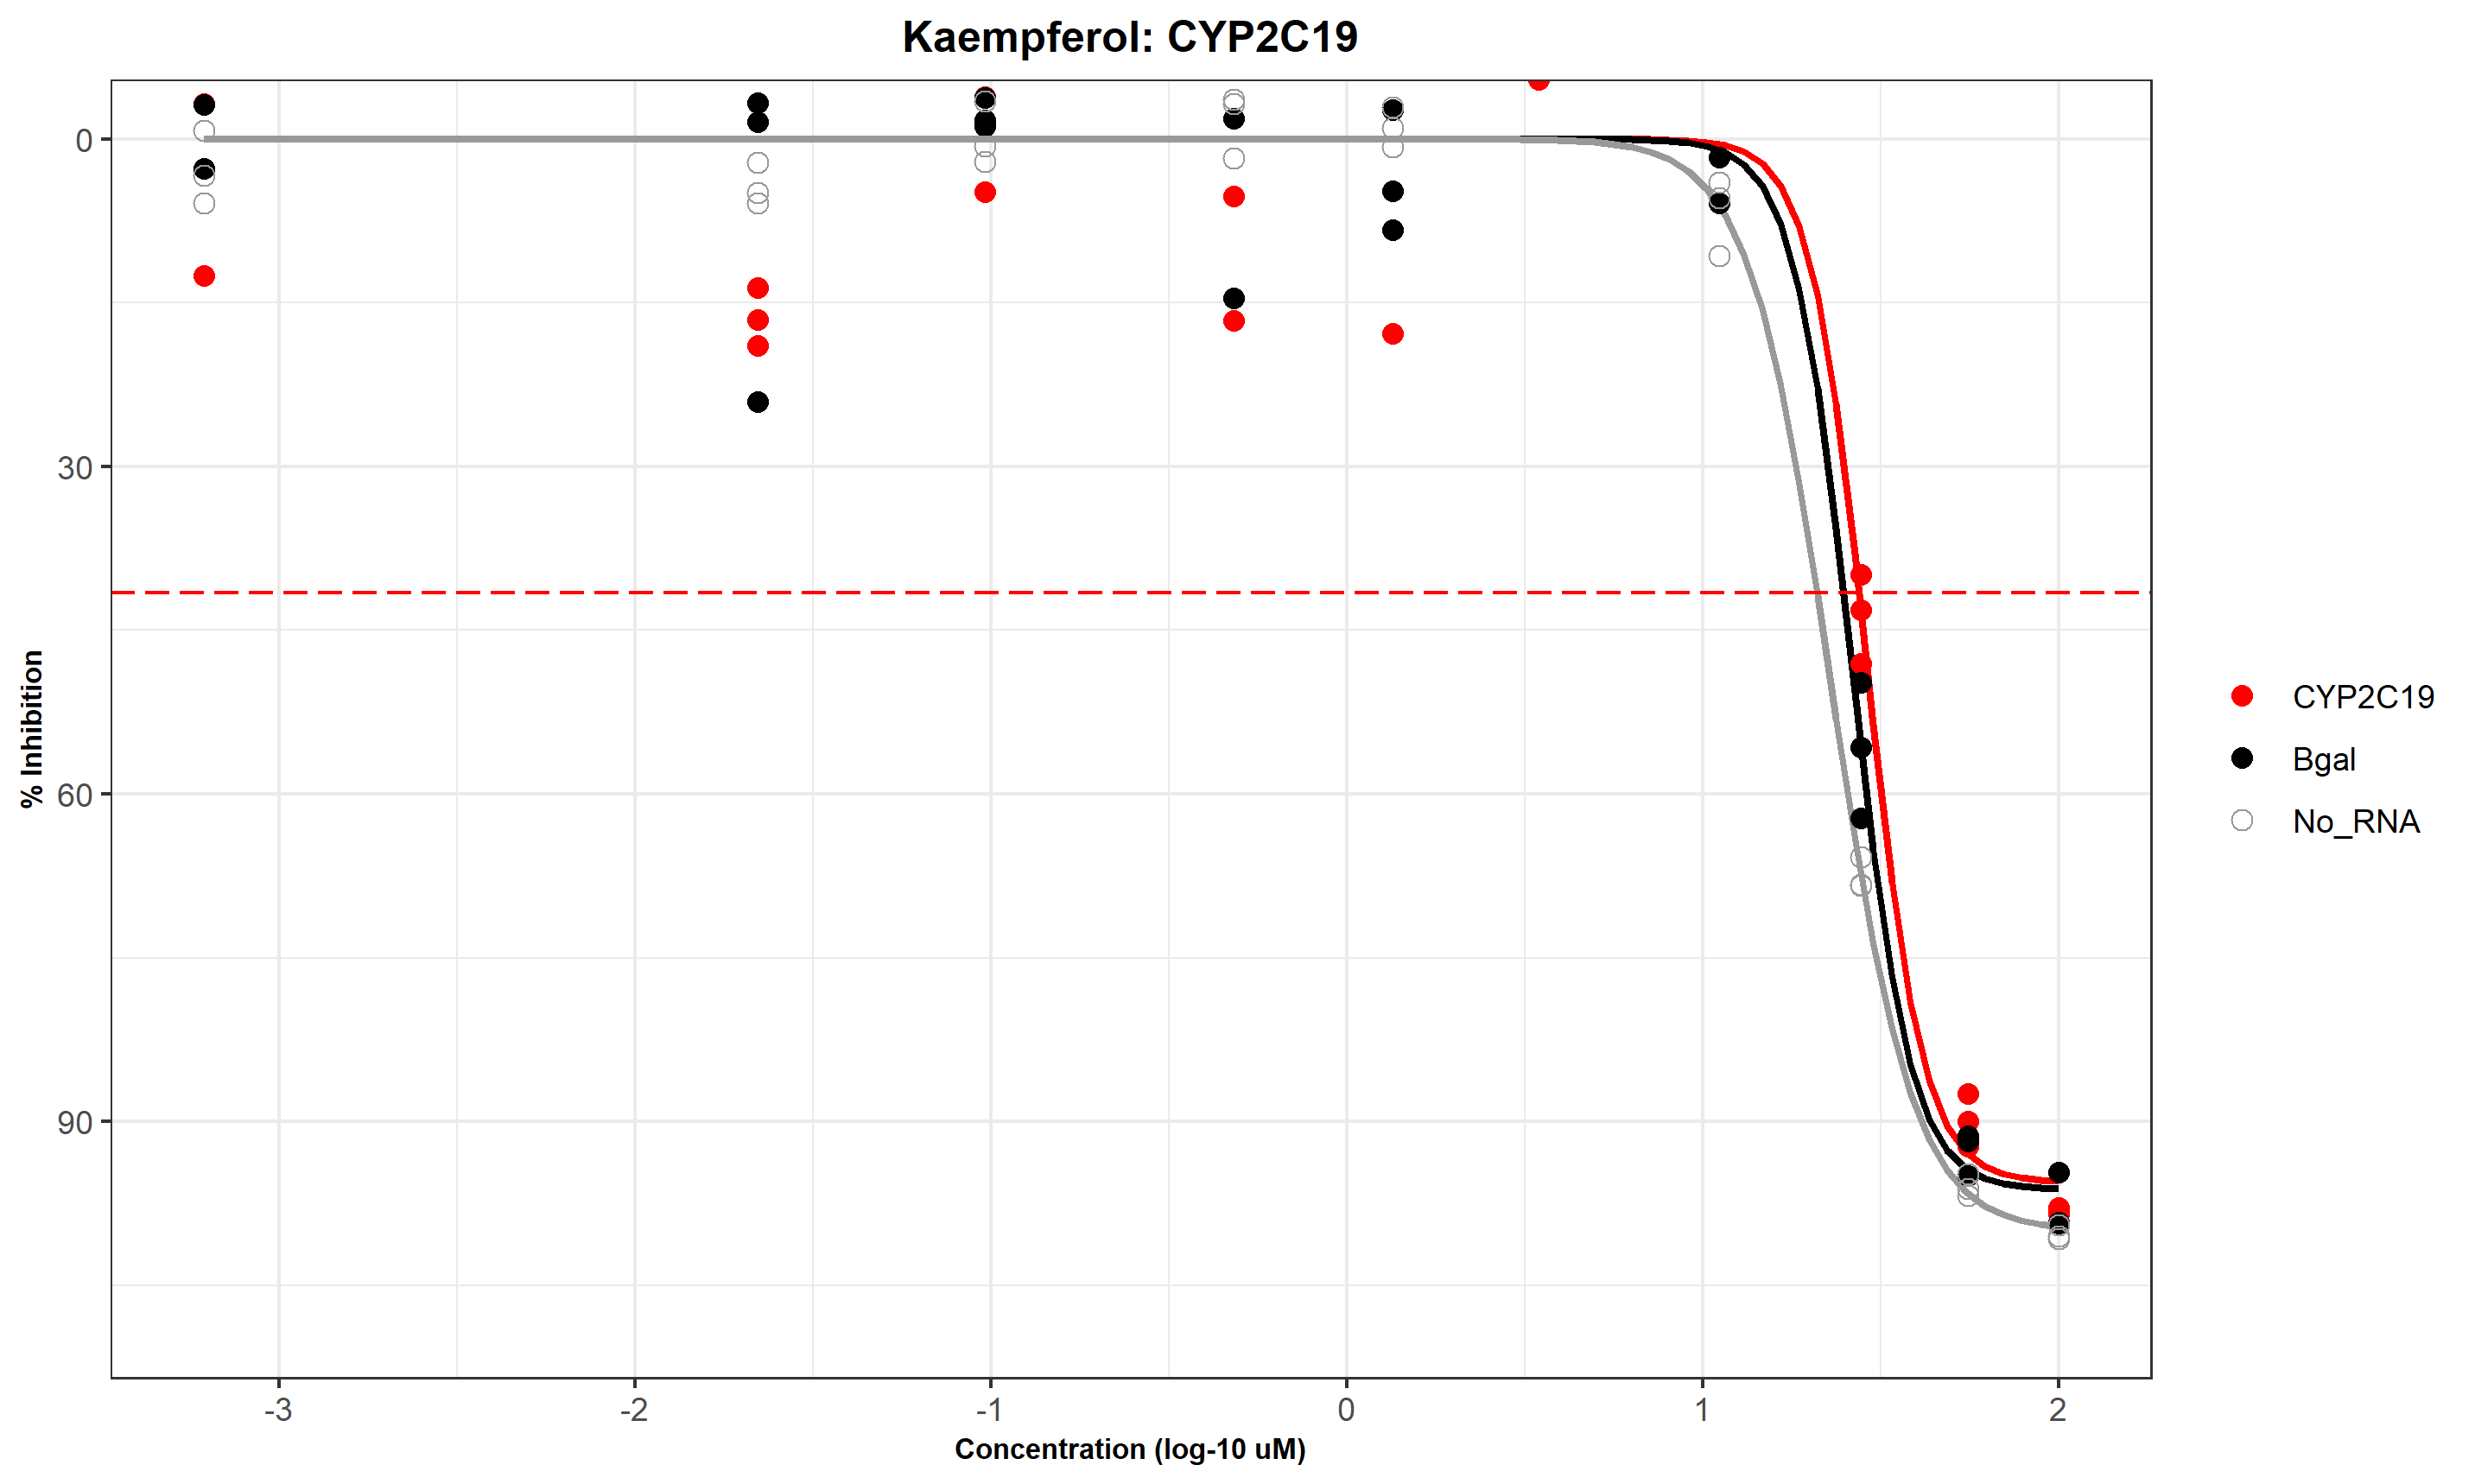 Kaempferol: CYP2C19
% Inhibition
0
30
60
90
-3
-2
-1
0
1
2
Concentration (log-10 uM)
CYP2C19
Bgal
No_RNA